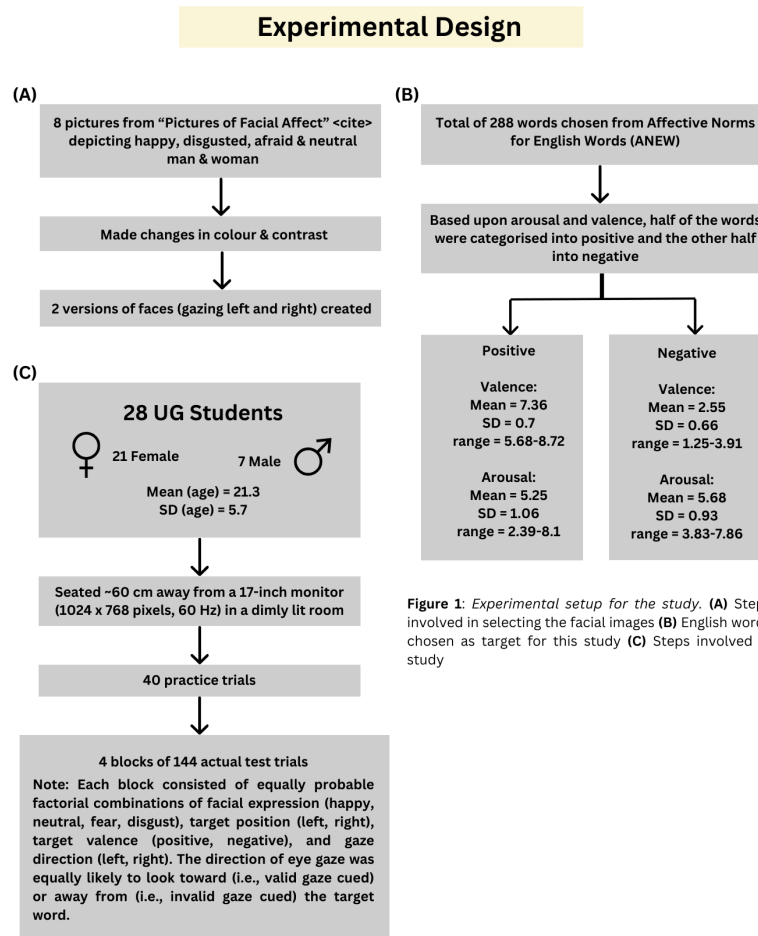 Experimental Design
(A)
8 pictures from “Pictures of Facial Affect” <cite>
depicting happy, disgusted, afraid & neutral
man & woman
Made changes in colour & contrast
2 versions of faces (gazing left and right) created
(B)
Total of 288 words chosen from Affective Norms
for English Words (ANEW)
Based upon arousal and valence, half of the words
were categorised into positive and the other half
into negative
Positive
Valence:
Mean = 7.36
SD = 0.7
range = 5.68-8.72
Arousal:
Mean = 5.25
SD = 1.06
range = 2.39-8.1
Negative
Valence:
Mean = 2.55
SD = 0.66
range = 1.25-3.91
Arousal:
Mean = 5.68
SD = 0.93
range = 3.83-7.86
Figure 1: Experimental setup for the study. (A) Step
involved in selecting the facial images (B) English word
chosen as target for this study (C) Steps involved
study
(C)
28 UG Students
21 Female
7 Male
Mean (age) = 21.3
SD (age) = 5.7
Seated ~60 cm away from a 17-inch monitor
(1024 x 768 pixels, 60 Hz) in a dimly lit room
40 practice trials
4 blocks of 144 actual test trials
Note: Each block consisted of equally probable
factorial combinations of facial expression (happy,
neutral, fear, disgust), target position (left, right),
target valence (positive, negative), and gaze
direction (left, right). The direction of eye gaze was
equally likely to look toward (i.e., valid gaze cued)
or away from (i.e., invalid gaze cued) the target
word.